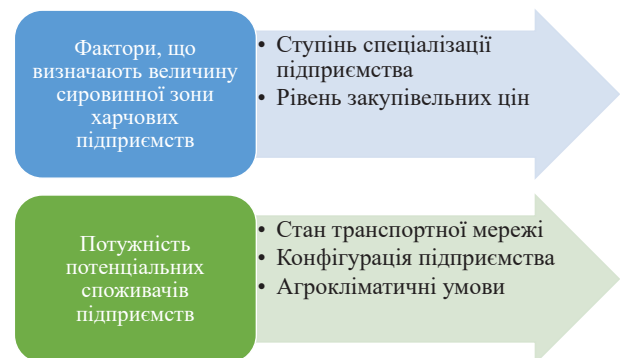 Фактори, що
визначають величину
сировинної зони
харчових
підприємств
• Ступінь спеціалізації
підприємства
• Рівень закупівельних цін
Потужність
потенціальних
споживачів
підприємств
• Стан транспортної мережі
• Конфігурація підприємства
• Агрокліматичні умови